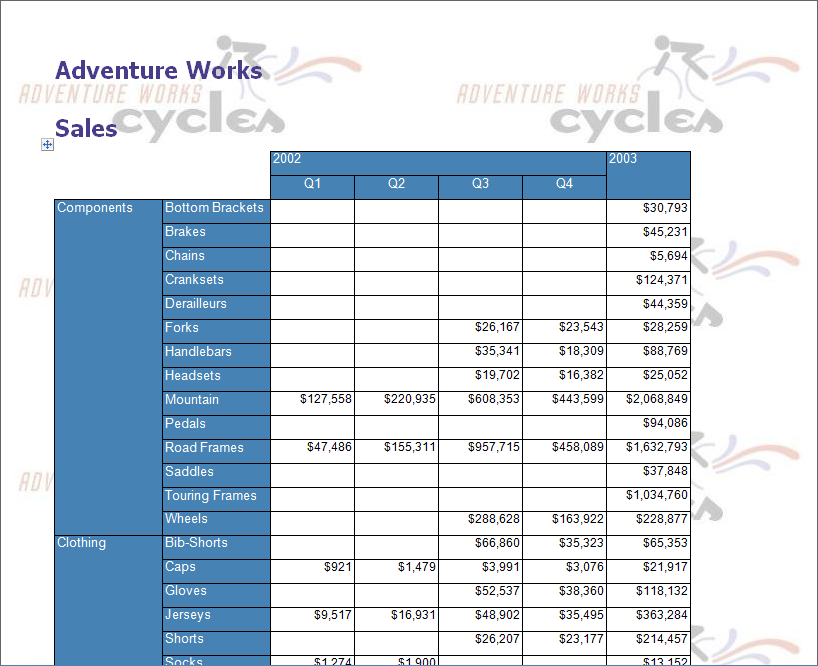 Adventure Works
ADVENTURE WORKS ADVENTURE WORKS
cycles cycles
Sales
2002 2003
Q1 Q2 Q3 Q4
Components Bottom Brackets $30,793
Brakes $45,231
Chains $5,694
Cranksets $124,371
ADV
Derailleurs $44,359
Forks $26,167 $23,543 $28,259
Handlebars $35,341 $18,309 $88,769
Headsets $19,702 $16,382 $25,052
Mountain $127,558 $220,935 $608,353 $443,599 $2,068,849
Pedals $94,086
Road Frames $47,486 $155,311 $957,715 $458,089 $1,632,793
Saddles $37,848
ADV
Touring Frames $1,034,760
Wheels $288,628 $163,922 $228,877
Clothing Bib-Shorts $66,860 $35,323 $65,353
Caps $921 $1,479 $3,991 $3,076 $21,917
Gloves $52,537 $38,360 $118,132
Jerseys $9,517 $16,931 $48,902 $35,495 $363,284
Shorts $26,207 $23,177 $214,457
Socks $1,274 $1,900 $13,152